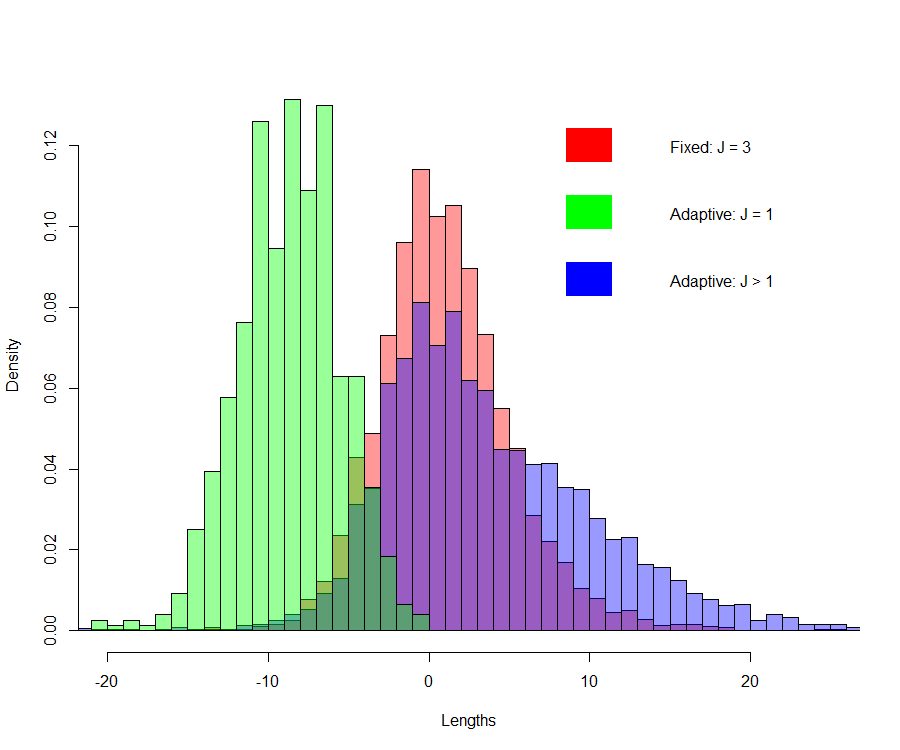 Fixed: J = 3
Adaptive: J = 1
Adaptive: J > 1
Density
0.12
0.10
0.08
0.06
0.04
0.02
0.00
-20 -10 0 10 20
Lengths